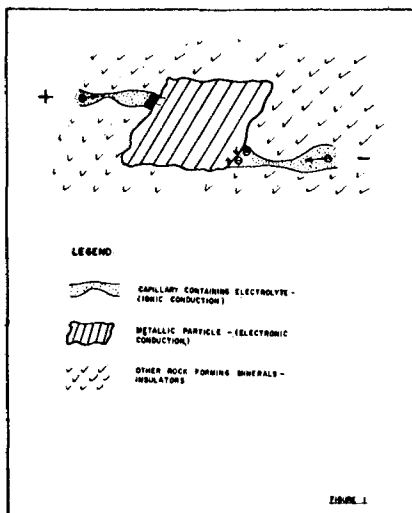 +
-
LEGEND
CAPILLARY CONTAINING ELECTROLYTE -
(IONIC CONDUCTION)
METALLIC PARTICLE - (ELECTRONIC
CONDUCTION)
OTHER ROCK FORMING MINERALS -
INSULATORS
FIGURE 1